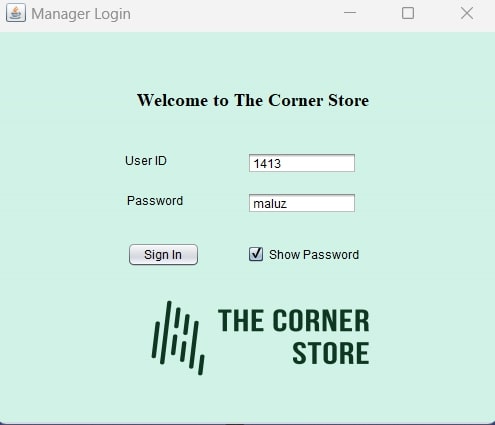 Manager Login
Welcome to The Corner Store
User ID 1413
Password maluz
Sign In Show Password
THE CORNER
STORE